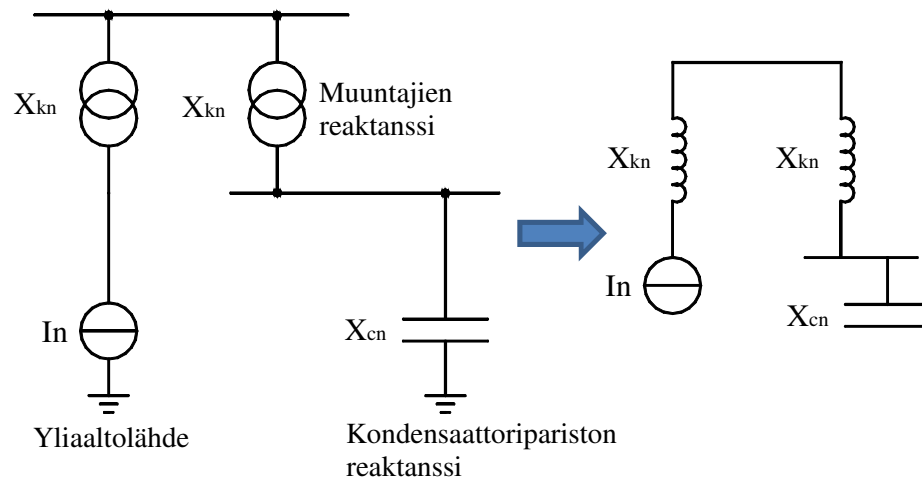 Xkn
Xkn
Muuntajien
reaktanssi
Xkn
Xkn
In
Xcn
In
Xcn
Yliaaltolähde
Kondensaattoripariston
reaktanssi